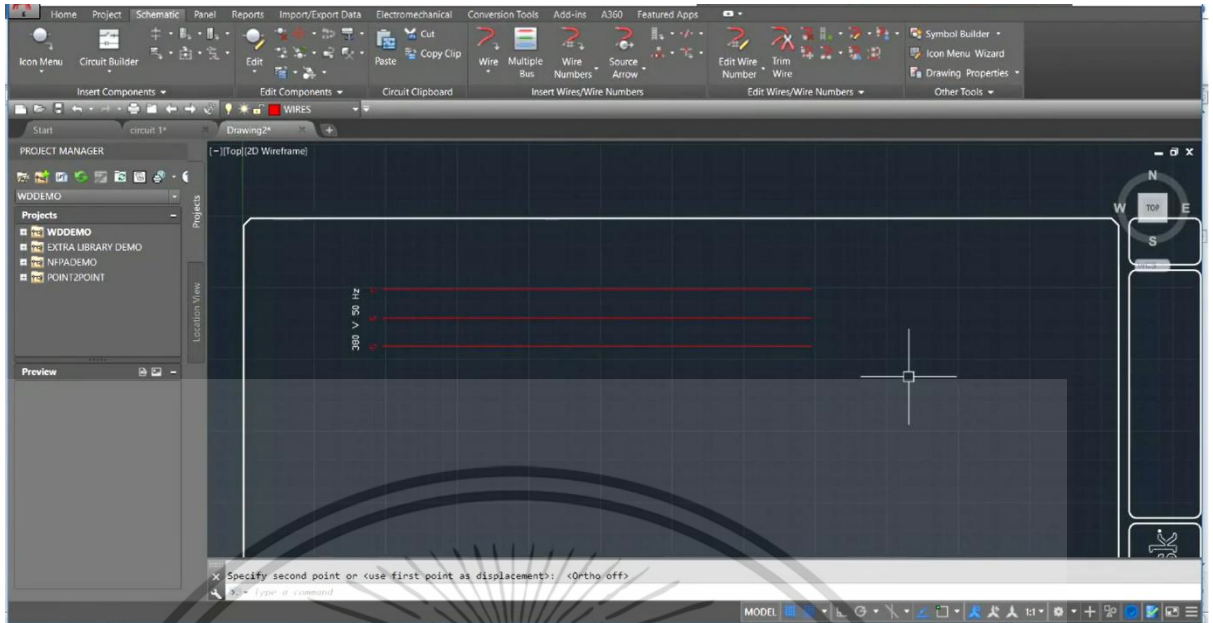 Home Project Schematic Panel Reports Import/Export Data Electromechanical Conversion Tools Add-ins A360 Featured Apps
Icon Menu Circuit Builder Edit Paste Cut Copy Clip Wire Multiple Bus Wire Numbers Source Arrow Edit Wire Number Trim Wire Symbol Builder Icon Menu Wizard Drawing Properties
Insert Components Edit Components Circuit Clipboard Insert Wires/Wire Numbers Edit Wires/Wire Numbers Other Tools
WIRES
Start circuit 1* Drawing2*
PROJECT MANAGER
[−][Top][2D Wireframe]
WDDEMO
Projects
WDDEMO
EXTRA LIBRARY DEMO
NFPADEMO
POINT2POINT
Projects
Location View
Preview
380 V 50 Hz
N
W TOP E
S
sk
Specify second point or <use first point as displacement>: <Ortho off>
Type a command
MODEL 1:1